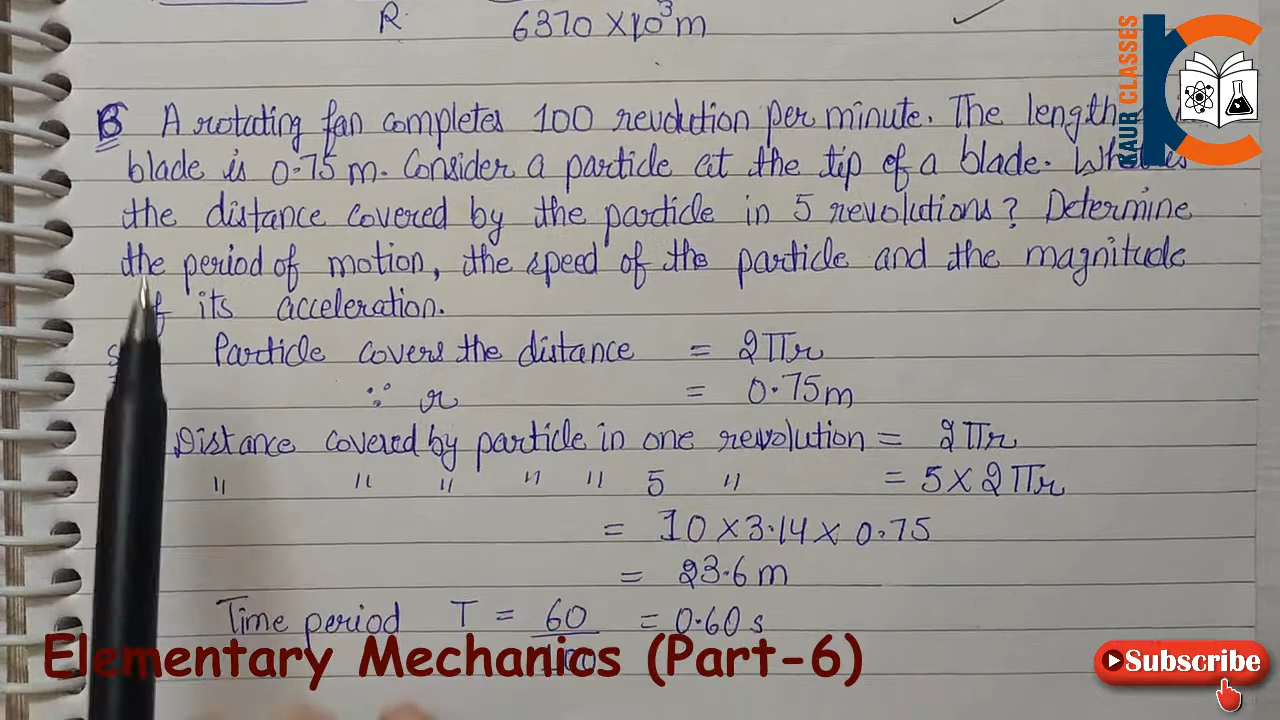 R. 6370 X 10³ m
B A rotating fan completes 100 revolution per minute. The length
blade is 0.75 m. Consider a particle at the tip of a blade. What is
the distance covered by the particle in 5 revolutions? Determine
the period of motion, the speed of the particle and the magnitude
of its acceleration.
Particle covers the distance = 2πr
∵ r = 0.75m
Distance covered by particle in one revolution = 2πr
" " " " " 5 " = 5 X 2πr
= 10 X 3.14 X 0.75
= 23.6 m
Time period T = 60 = 0.60 s
100
KAUR CLASSES
Elementary Mechanics (Part-6)
Subscribe